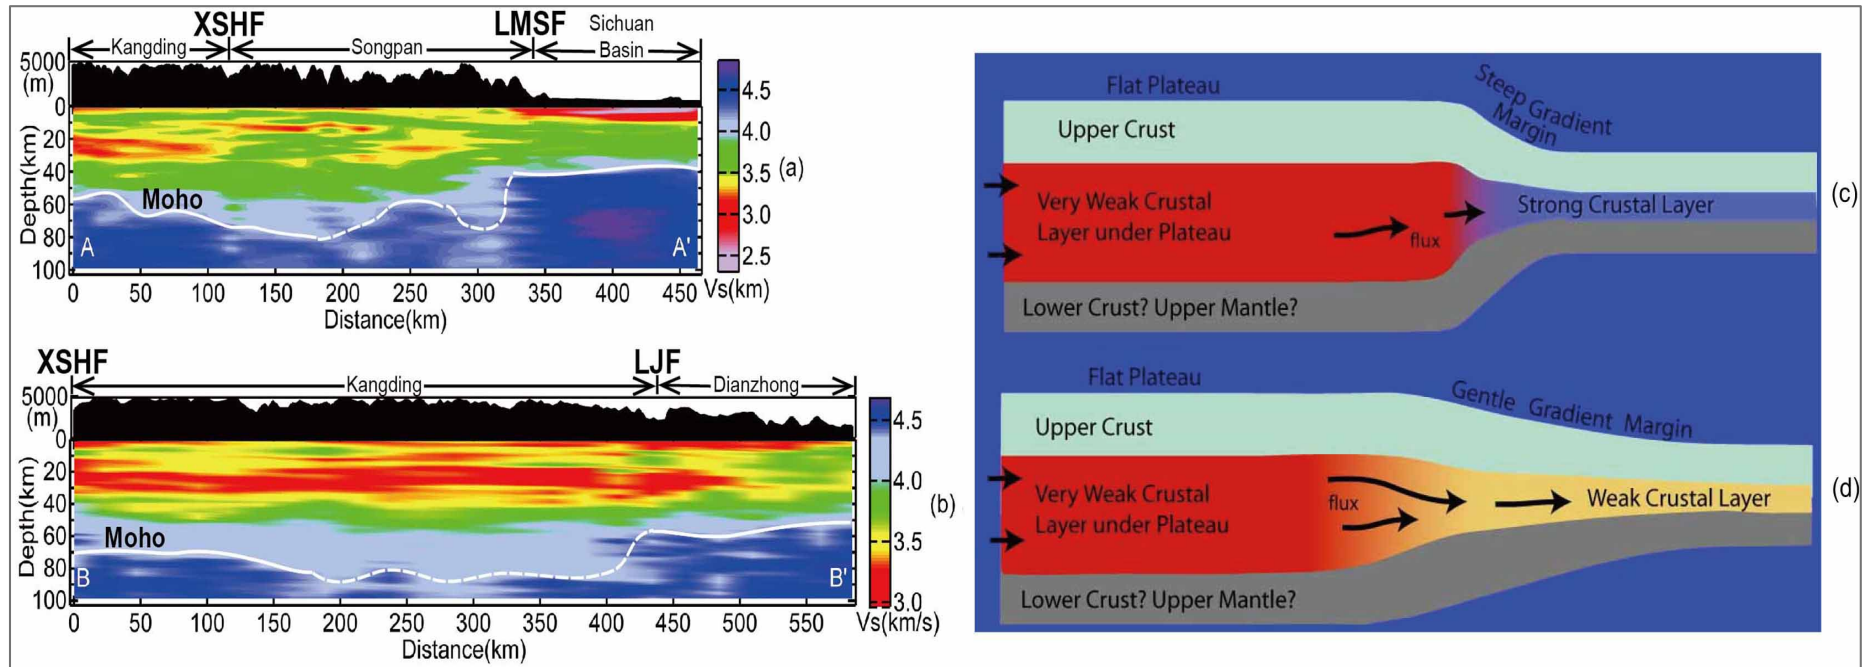 XSHF LMSF Sichuan
Kangding Songpan Basin
5000
(m)
0
20
40
60
80
100
Depth(km)
Moho
A A'
4.5
4.0
3.5
3.0
2.5
Vs(km)
(a)
0 50 100 150 200 250 300 350 400 450
Distance(km)
XSHF LJF
Kangding Dianzhong
5000
(m)
0
20
40
60
80
100
Depth(km)
Moho
B B'
4.5
4.0
3.5
3.0
Vs(km/s)
(b)
0 50 100 150 200 250 300 350 400 450 500 550
Distance(km)
Flat Plateau
Steep Gradient
Margin
Upper Crust
Very Weak Crustal
Layer under Plateau
flux
Strong Crustal Layer
Lower Crust? Upper Mantle?
(c)
Flat Plateau
Gentle Gradient Margin
Upper Crust
Very Weak Crustal
Layer under Plateau
flux
Weak Crustal Layer
Lower Crust? Upper Mantle?
(d)